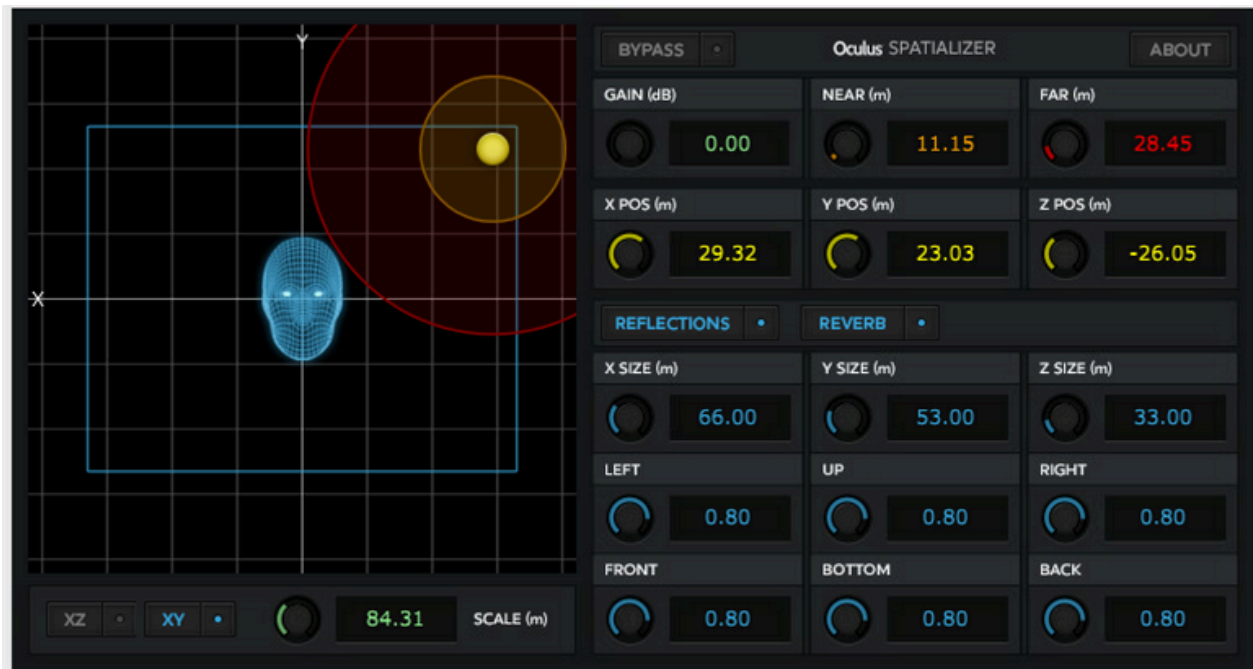 Y
X
XZ
XY
84.31
SCALE (m)
BYPASS
Oculus SPATIALIZER
ABOUT
GAIN (dB)
NEAR (m)
FAR (m)
0.00
11.15
28.45
X POS (m)
Y POS (m)
Z POS (m)
29.32
23.03
-26.05
REFLECTIONS
REVERB
X SIZE (m)
Y SIZE (m)
Z SIZE (m)
66.00
53.00
33.00
LEFT
UP
RIGHT
0.80
0.80
0.80
FRONT
BOTTOM
BACK
0.80
0.80
0.80